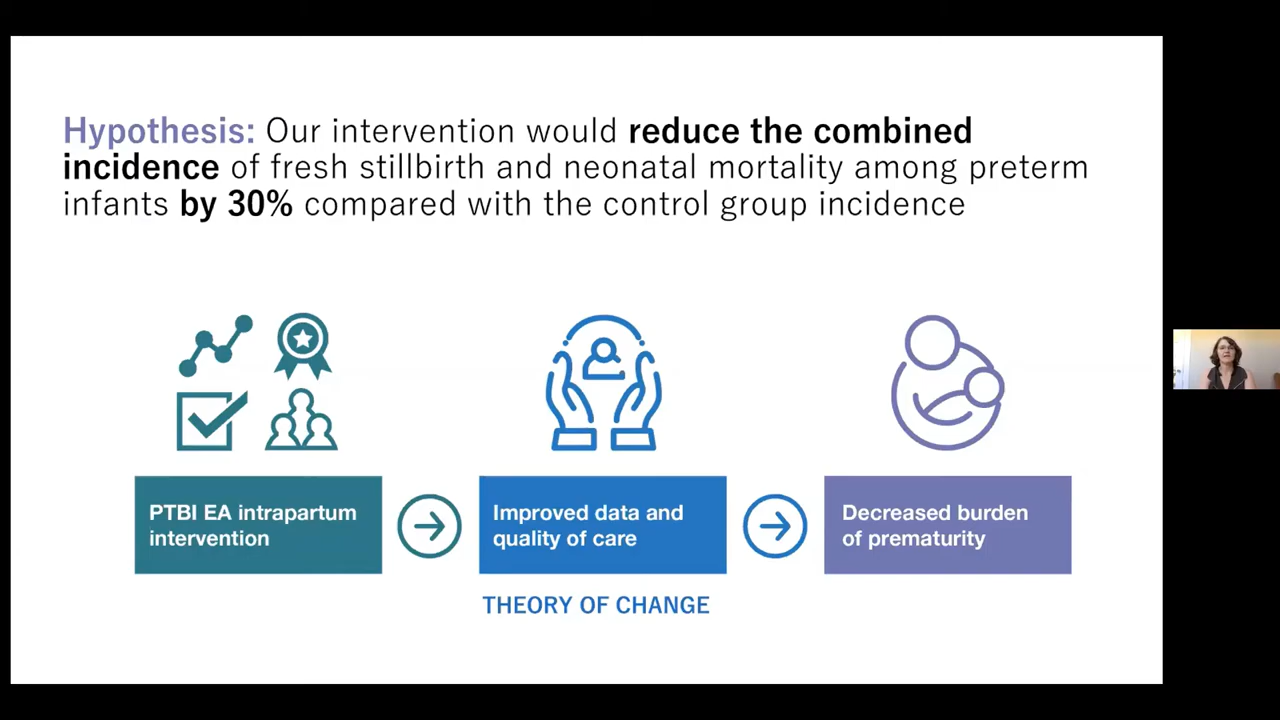 Hypothesis: Our intervention would reduce the combined
incidence of fresh stillbirth and neonatal mortality among preterm
infants by 30% compared with the control group incidence
PTBI EA intrapartum
intervention
Improved data and
quality of care
Decreased burden
of prematurity
THEORY OF CHANGE